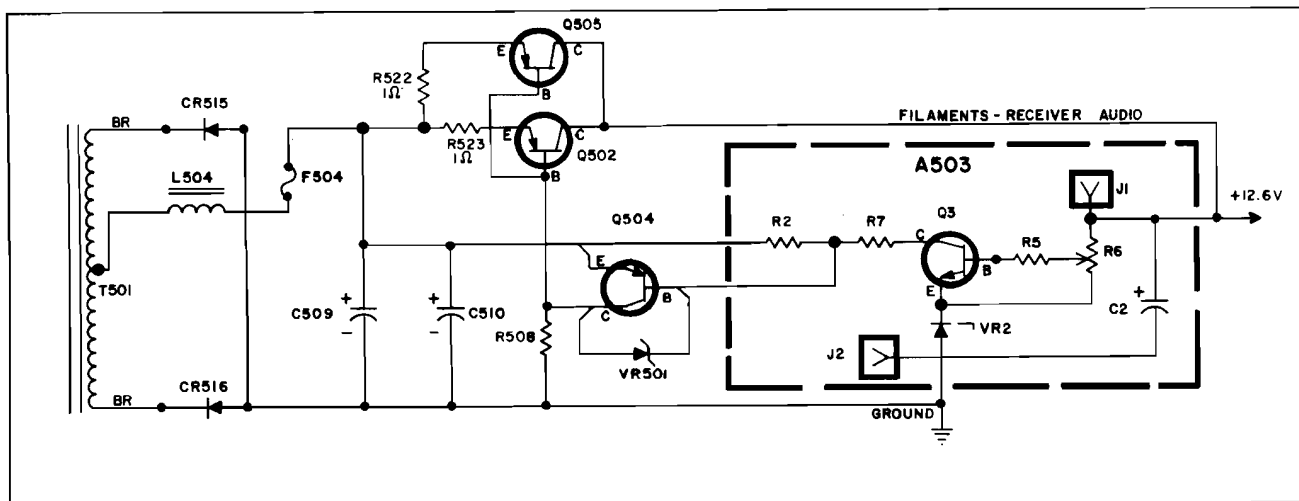 Q505
E
C
B
R522
1Ω
CR515
BR
R523
1Ω
E
C
B
Q502
FILAMENTS - RECEIVER AUDIO
L504
F504
A503
J1
+12.6V
Q504
R2
R7
Q3
C
B
E
R5
R6
T501
E
B
C
+
C509
-
+
C510
-
R508
VR501
VR2
+
C2
J2
CR516
BR
GROUND